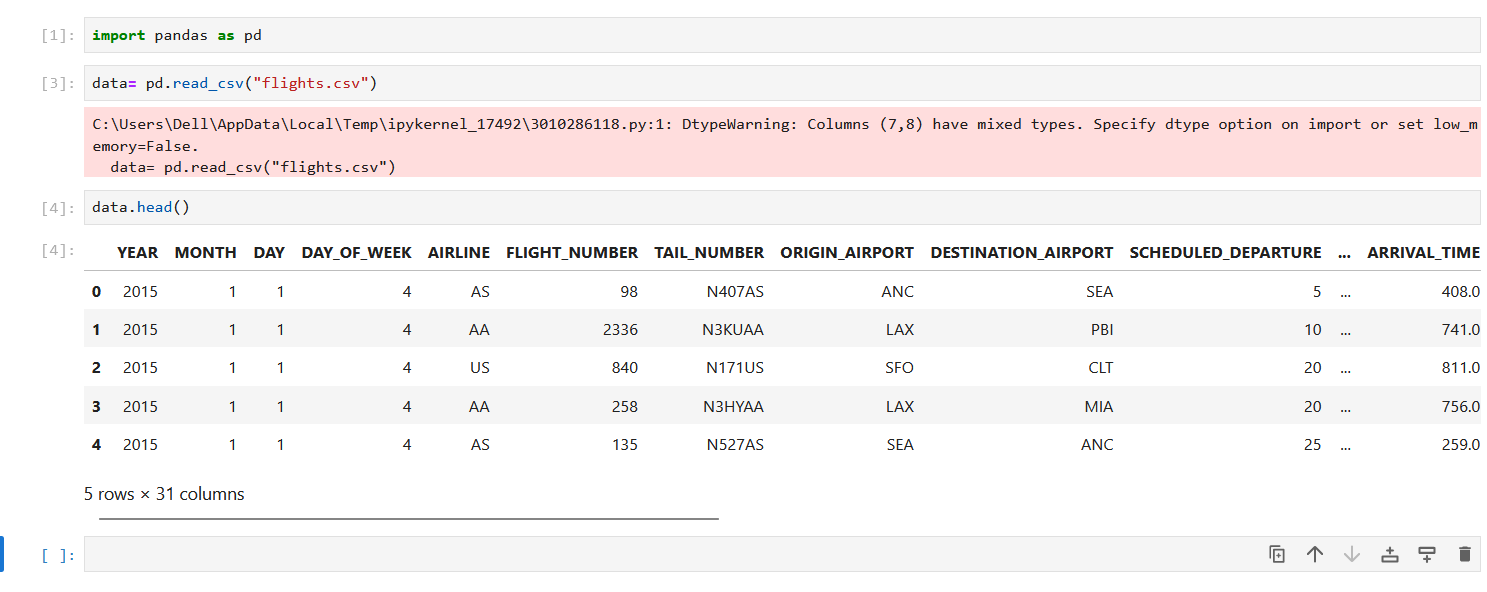 [1]: import pandas as pd
[3]: data= pd.read_csv("flights.csv")
C:\Users\Dell\AppData\Local\Temp\ipykernel_17492\3010286118.py:1: DtypeWarning: Columns (7,8) have mixed types. Specify dtype option on import or set low_m
emory=False.
  data= pd.read_csv("flights.csv")
[4]: data.head()
[4]: YEAR MONTH DAY DAY_OF_WEEK AIRLINE FLIGHT_NUMBER TAIL_NUMBER ORIGIN_AIRPORT DESTINATION_AIRPORT SCHEDULED_DEPARTURE ... ARRIVAL_TIME
0 2015 1 1 4 AS 98 N407AS ANC SEA 5 ... 408.0
1 2015 1 1 4 AA 2336 N3KUAA LAX PBI 10 ... 741.0
2 2015 1 1 4 US 840 N171US SFO CLT 20 ... 811.0
3 2015 1 1 4 AA 258 N3HYAA LAX MIA 20 ... 756.0
4 2015 1 1 4 AS 135 N527AS SEA ANC 25 ... 259.0
5 rows × 31 columns
[ ]: